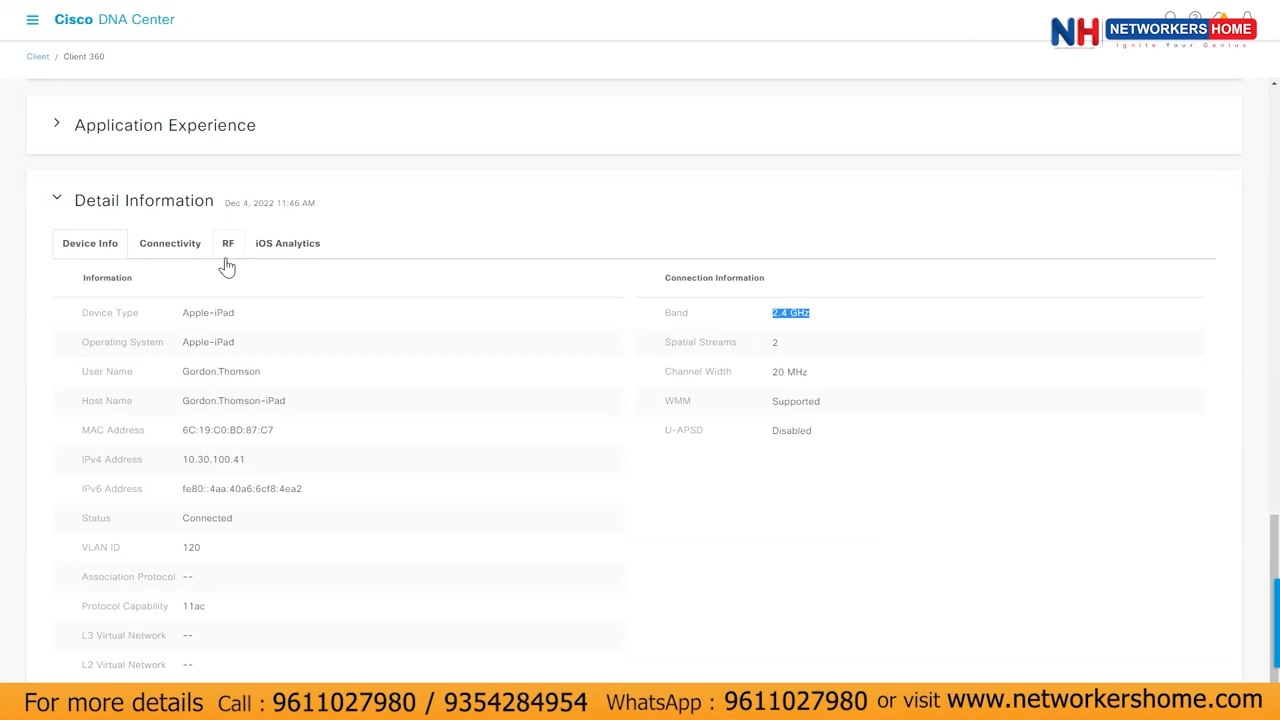 Cisco DNA Center
NH NETWORKERS HOME
Ignite Your Genius
Client / Client 360
Application Experience
Detail Information Dec 4, 2022 11:46 AM
Device Info Connectivity RF iOS Analytics
Information
Device Type Apple-iPad
Operating System Apple-iPad
User Name Gordon.Thomson
Host Name Gordon.Thomson-iPad
MAC Address 6C:19:C0:BD:87:C7
IPv4 Address 10.30.100.41
IPv6 Address fe80::4aa:40a6:6cf8:4ea2
Status Connected
VLAN ID 120
Association Protocol --
Protocol Capability 11ac
L3 Virtual Network --
L2 Virtual Network --
Connection Information
Band 2.4 GHz
Spatial Streams 2
Channel Width 20 MHz
WMM Supported
U-APSD Disabled
For more details Call : 9611027980 / 9354284954 WhatsApp : 9611027980 or visit www.networkershome.com